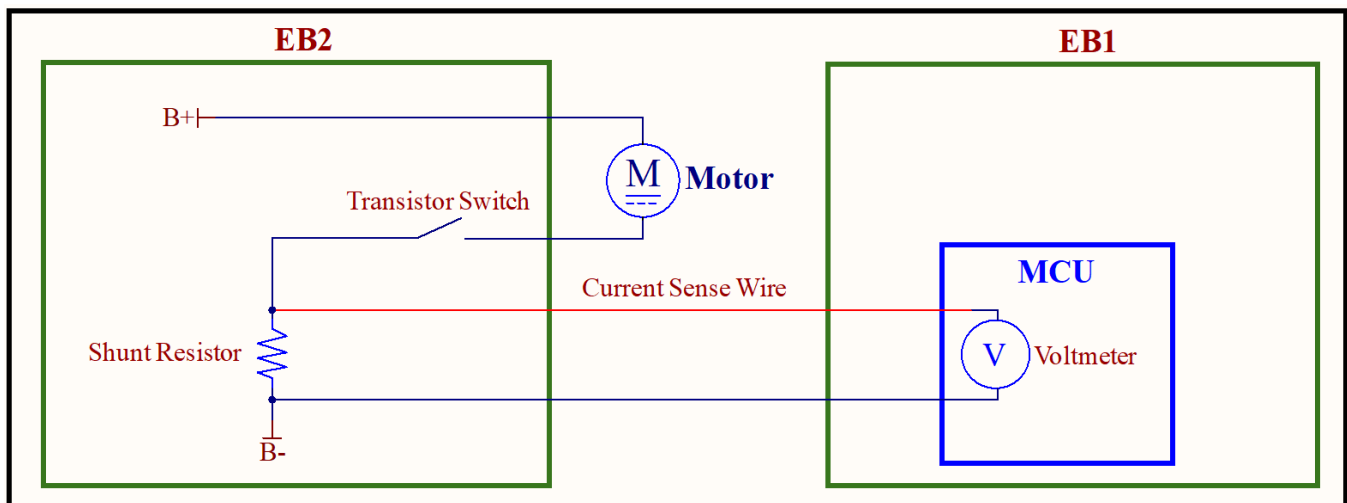 EB2
EB1
B+
M
Motor
Transistor Switch
MCU
Current Sense Wire
Shunt Resistor
V
Voltmeter
B-